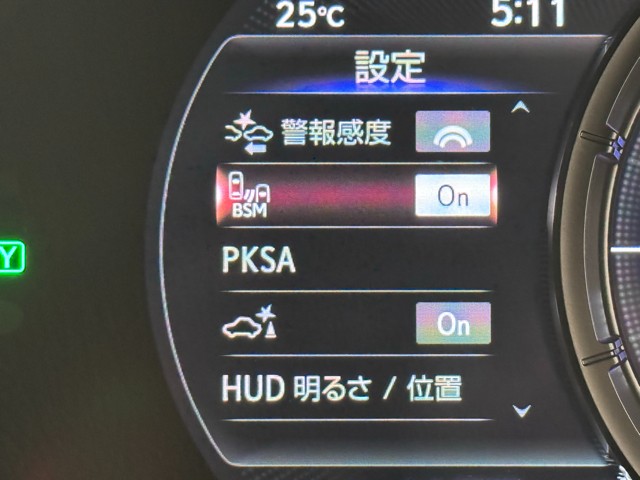 25℃
5:11
設定
警報感度
BSM On
PKSA
On
HUD 明るさ / 位置
Y